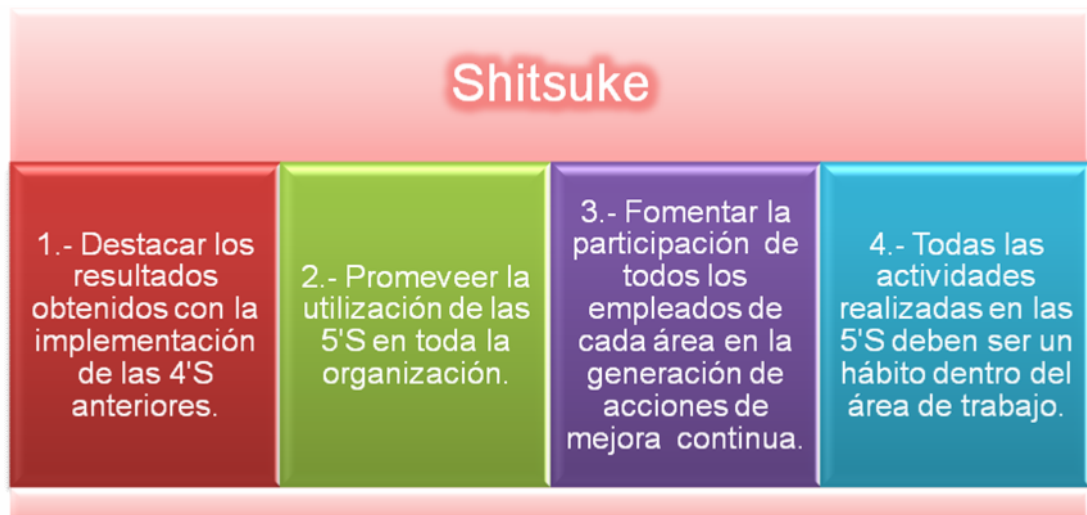 Shitsuke
1.- Destacar los
resultados
obtenidos con la
implementación
de las 4'S
anteriores.
2.- Promeveer la
utilización de las
5'S en toda la
organización.
3.- Fomentar la
participación de
todos los
empleados de
cada área en la
generación de
acciones de
mejora continua.
4.- Todas las
actividades
realizadas en las
5'S deben ser un
hábito dentro del
área de trabajo.